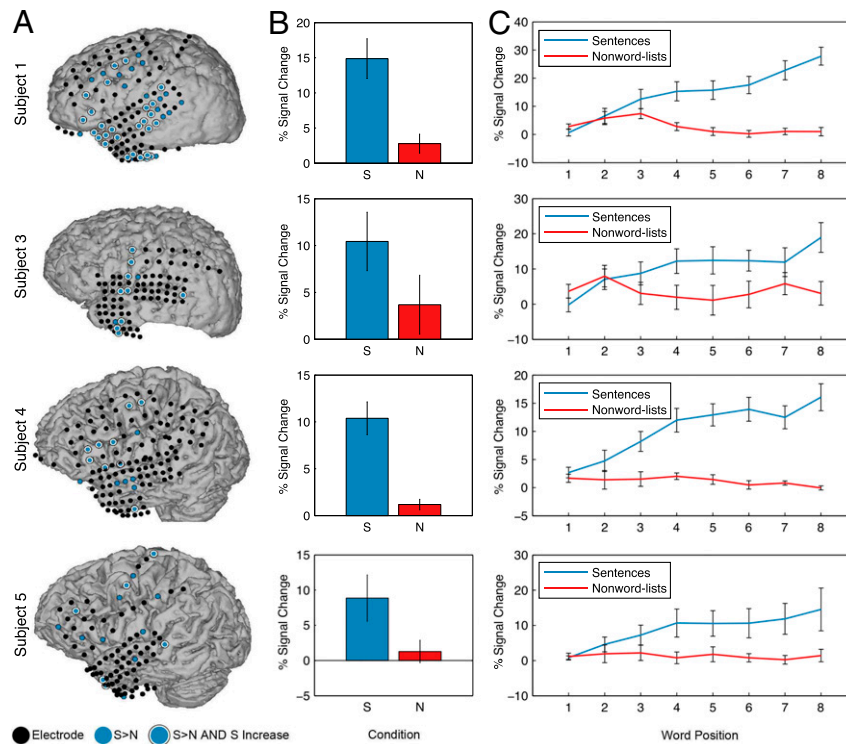 A B C
Subject 1
% Signal Change
20
15
10
5
0
S N
% Signal Change
40
30
20
10
0
−10
Sentences
Nonword-lists
1 2 3 4 5 6 7 8
Subject 3
% Signal Change
15
10
5
0
S N
% Signal Change
30
20
10
0
−10
Sentences
Nonword-lists
1 2 3 4 5 6 7 8
Subject 4
% Signal Change
15
10
5
0
S N
% Signal Change
20
15
10
5
0
−5
Sentences
Nonword-lists
1 2 3 4 5 6 7 8
Subject 5
% Signal Change
15
10
5
0
−5
S N
% Signal Change
30
20
10
0
−10
Sentences
Nonword-lists
1 2 3 4 5 6 7 8
Electrode S>N S>N AND S Increase
Condition
Word Position